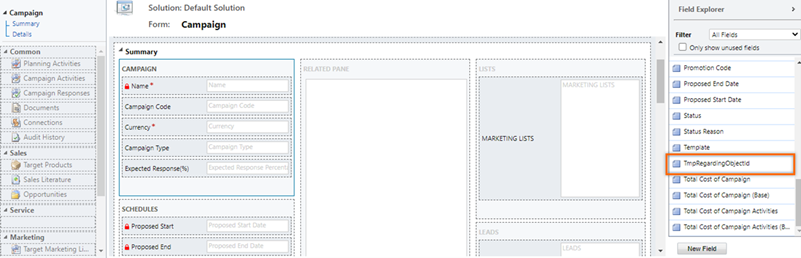 Campaign
Summary
Details
Common
Planning Activities
Campaign Activities
Campaign Responses
Documents
Connections
Audit History
Sales
Target Products
Sales Literature
Opportunities
Service
Marketing
Target Marketing Li...
Solution: Default Solution
Form: Campaign
Summary
CAMPAIGN
Name * Name
Campaign Code Campaign Code
Currency * Currency
Campaign Type Campaign Type
Expected Response(%) Expected Response Percent
SCHEDULES
Proposed Start Proposed Start Date
Proposed End Proposed End Date
RELATED PANE
LISTS
MARKETING LISTS MARKETING LISTS
LEADS
LEADS
Field Explorer >
Filter All Fields
Only show unused fields
Promotion Code
Proposed End Date
Proposed Start Date
Status
Status Reason
Template
TmpRegardingObjectId
Total Cost of Campaign
Total Cost of Campaign (Base)
Total Cost of Campaign Activities
Total Cost of Campaign Activities (B...
New Field